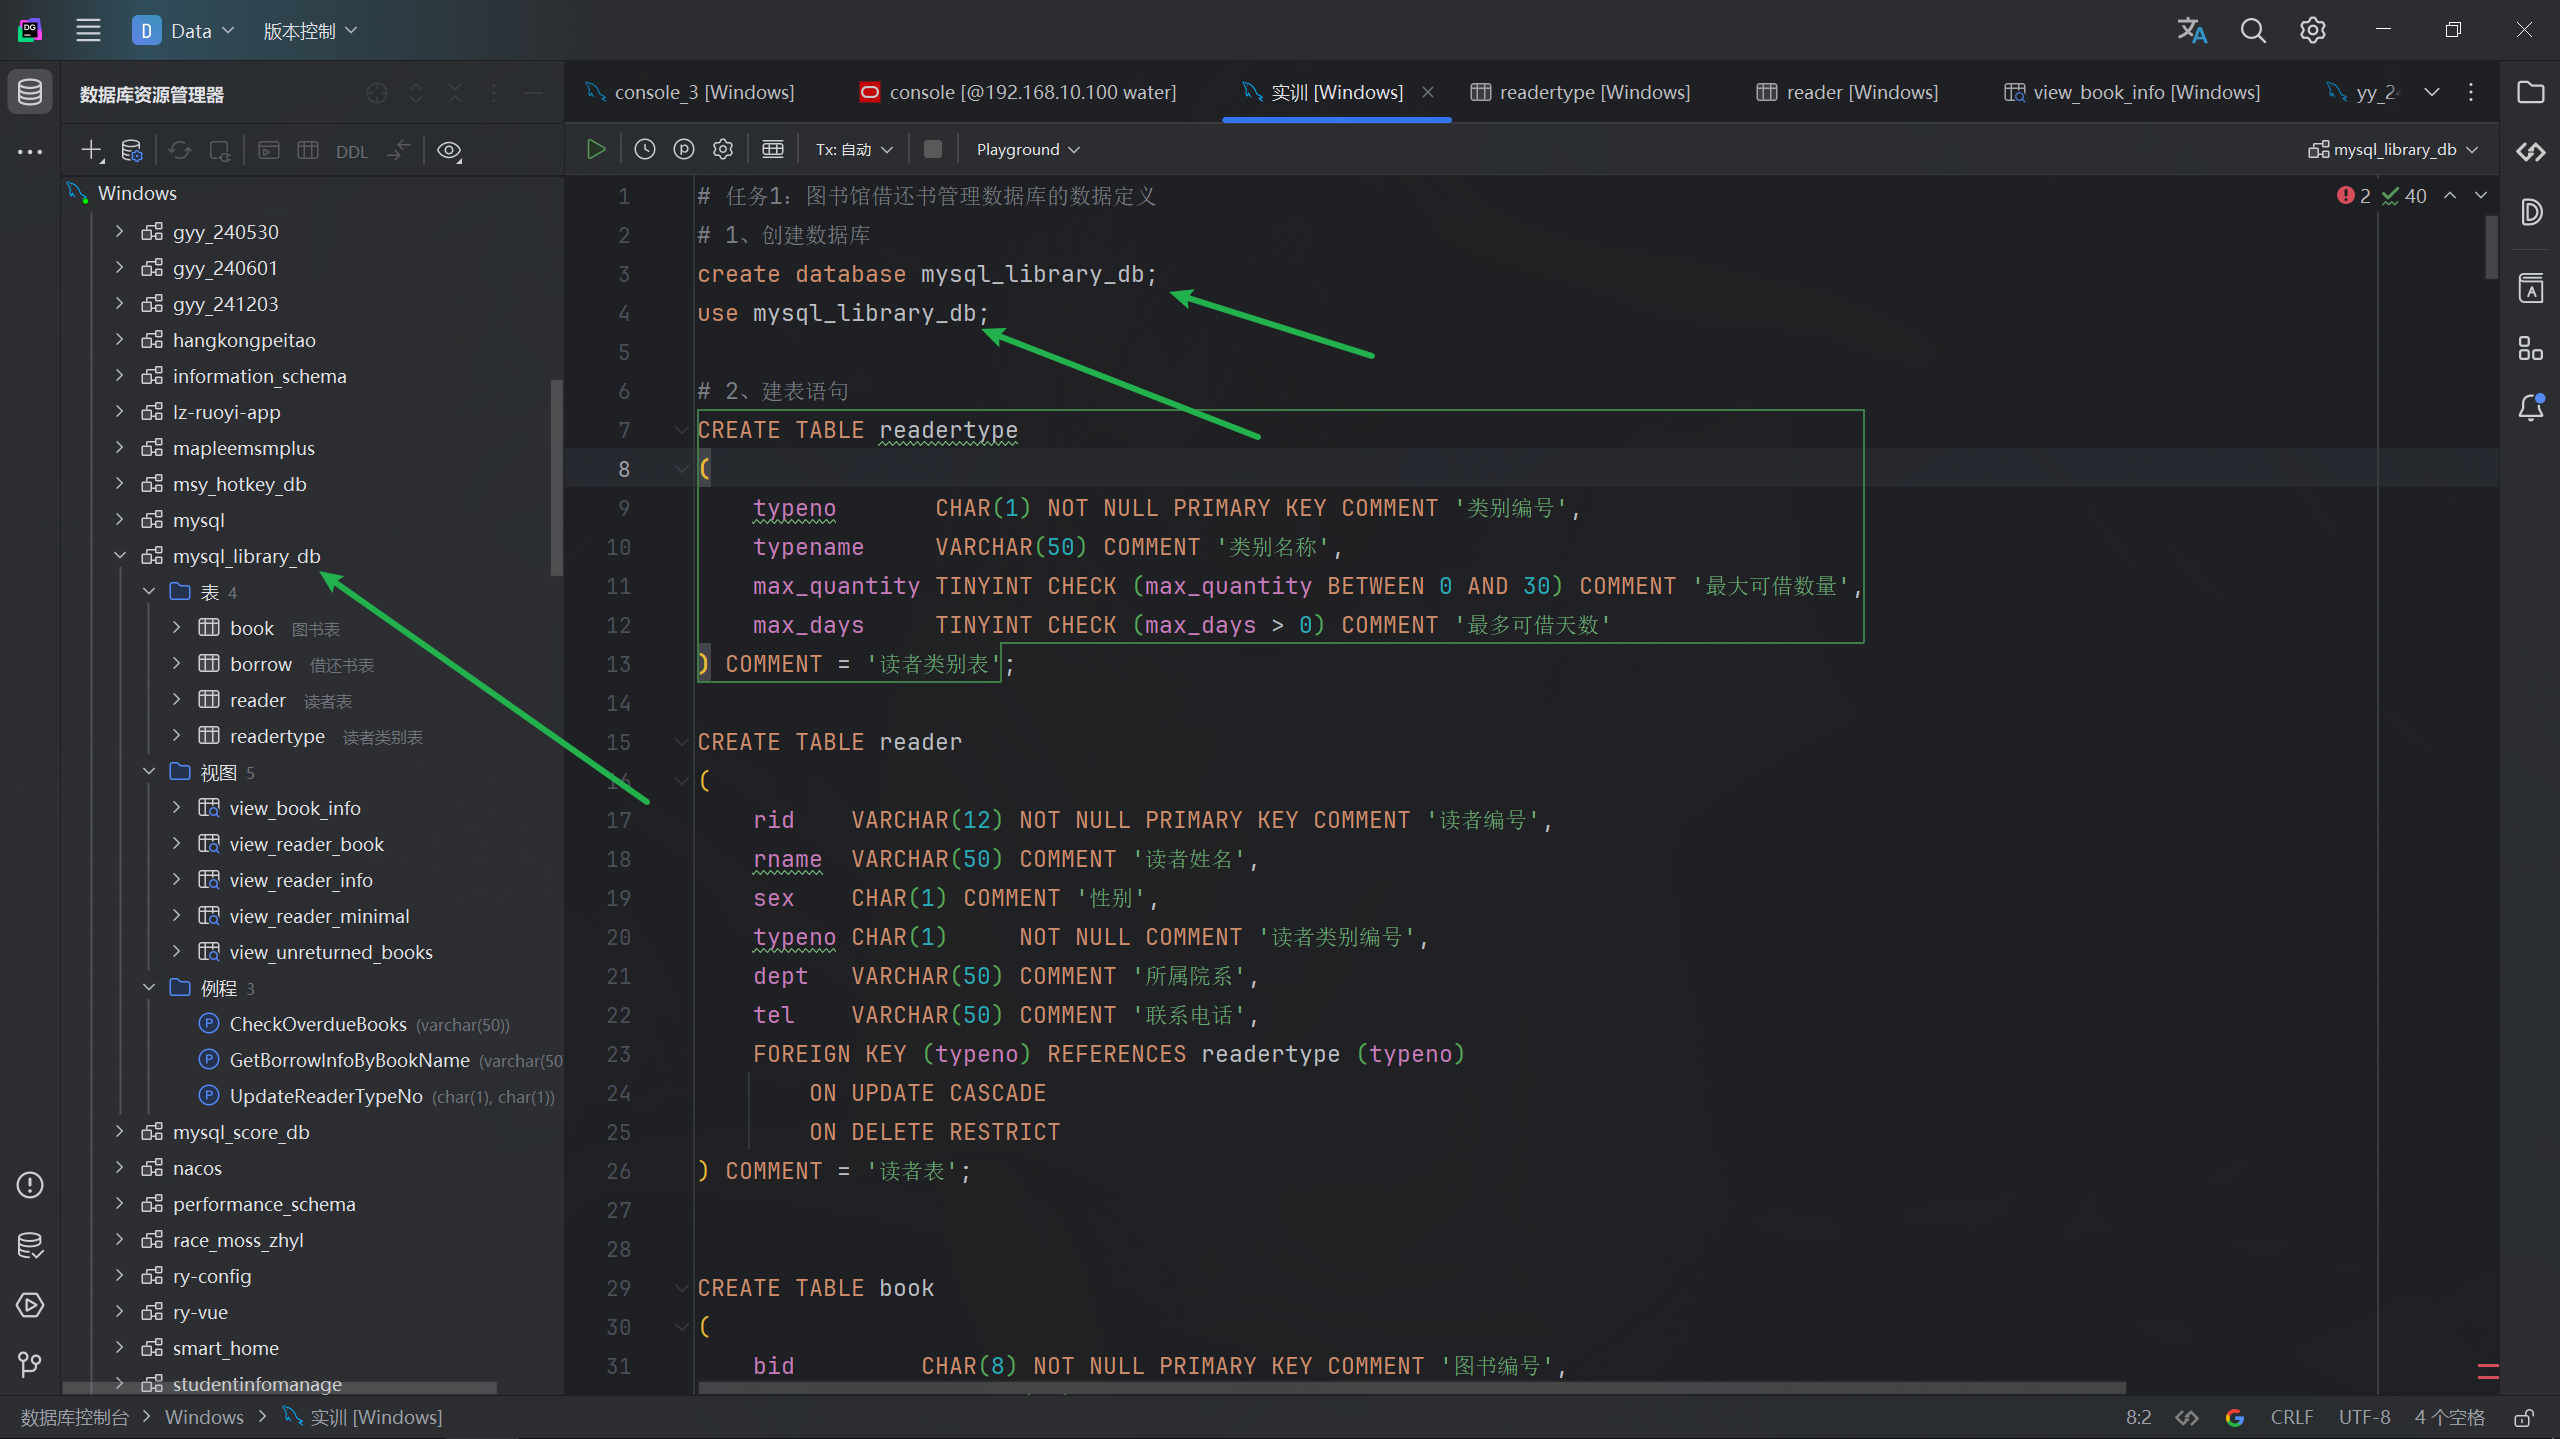 D Data 版本控制
数据库资源管理器
DDL
Windows
gyy_240530
gyy_240601
gyy_241203
hangkongpeitao
information_schema
lz-ruoyi-app
mapleemsmplus
msy_hotkey_db
mysql
mysql_library_db
表 4
book 图书表
borrow 借还书表
reader 读者表
readertype 读者类别表
视图 5
view_book_info
view_reader_book
view_reader_info
view_reader_minimal
view_unreturned_books
例程 3
CheckOverdueBooks (varchar(50))
GetBorrowInfoByBookName (varchar(50
UpdateReaderTypeNo (char(1), char(1))
mysql_score_db
nacos
performance_schema
race_moss_zhyl
ry-config
ry-vue
smart_home
studentinfomanage
console_3 [Windows] console [@192.168.10.100 water] 实训 [Windows] readertype [Windows] reader [Windows] view_book_info [Windows] yy_2
Tx: 自动 Playground mysql_library_db
2 40
1 # 任务1：图书馆借还书管理数据库的数据定义
2 # 1、创建数据库
3 create database mysql_library_db;
4 use mysql_library_db;
5
6 # 2、建表语句
7 CREATE TABLE readertype
8 (
9 typeno CHAR(1) NOT NULL PRIMARY KEY COMMENT '类别编号',
10 typename VARCHAR(50) COMMENT '类别名称',
11 max_quantity TINYINT CHECK (max_quantity BETWEEN 0 AND 30) COMMENT '最大可借数量',
12 max_days TINYINT CHECK (max_days > 0) COMMENT '最多可借天数'
13 ) COMMENT = '读者类别表';
14
15 CREATE TABLE reader
16 (
17 rid VARCHAR(12) NOT NULL PRIMARY KEY COMMENT '读者编号',
18 rname VARCHAR(50) COMMENT '读者姓名',
19 sex CHAR(1) COMMENT '性别',
20 typeno CHAR(1) NOT NULL COMMENT '读者类别编号',
21 dept VARCHAR(50) COMMENT '所属院系',
22 tel VARCHAR(50) COMMENT '联系电话',
23 FOREIGN KEY (typeno) REFERENCES readertype (typeno)
24 ON UPDATE CASCADE
25 ON DELETE RESTRICT
26 ) COMMENT = '读者表';
27
28
29 CREATE TABLE book
30 (
31 bid CHAR(8) NOT NULL PRIMARY KEY COMMENT '图书编号',
数据库控制台 > Windows > 实训 [Windows]
8:2 CRLF UTF-8 4 个空格